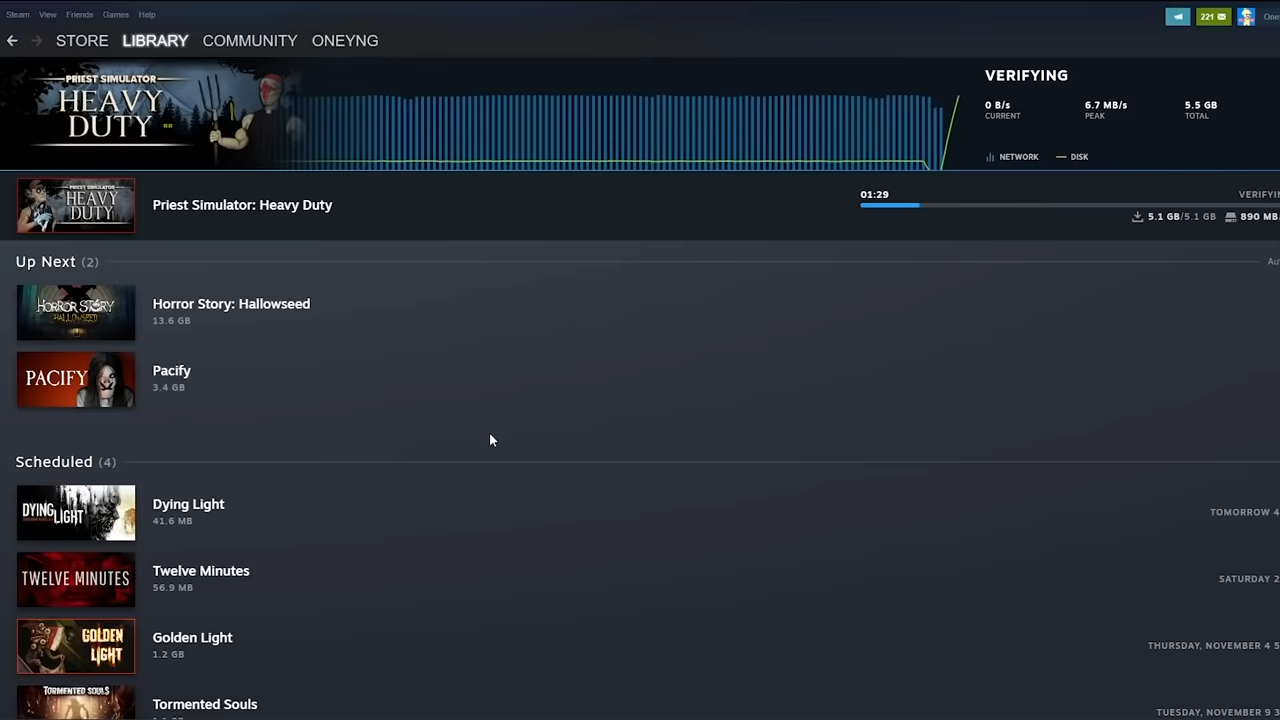 Steam View Friends Games Help
221
STORE LIBRARY COMMUNITY ONEYNG
PRIEST SIMULATOR
HEAVY
DUTY
VERIFYING
0 B/s 6.7 MB/s 5.5 GB
CURRENT PEAK TOTAL
NETWORK DISK
PRIEST SIMULATOR
HEAVY
DUTY
Priest Simulator: Heavy Duty
01:29
5.1 GB/5.1 GB 890 MB
Up Next (2)
HORROR STORY
HALLOWSEED
Horror Story: Hallowseed
13.6 GB
PACIFY
Pacify
3.4 GB
Scheduled (4)
DYING LIGHT
Dying Light
41.6 MB
TOMORROW 4
TWELVE MINUTES
Twelve Minutes
56.9 MB
SATURDAY 2
GOLDEN
LIGHT
Golden Light
1.2 GB
THURSDAY, NOVEMBER 4 5
TORMENTED SOULS
Tormented Souls
TUESDAY, NOVEMBER 9 3